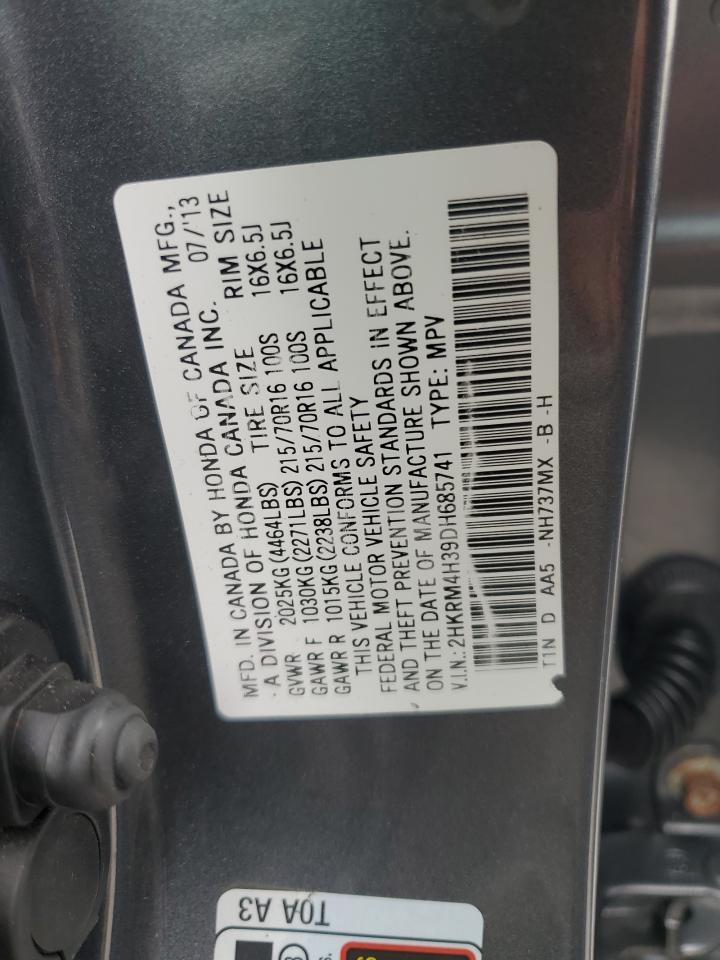 MFD. IN CANADA BY HONDA OF CANADA MFG.,
A DIVISION OF HONDA CANADA INC. 07/'13
TIRE SIZE RIM SIZE
GVWR 2025KG(4464LBS)
GAWR F 1030KG(2271LBS) 215/70R16 100S 16X6.5J
GAWR R 1015KG(2238LBS) 215/70R16 100S 16X6.5J
THIS VEHICLE CONFORMS TO ALL APPLICABLE
FEDERAL MOTOR VEHICLE SAFETY
AND THEFT PREVENTION STANDARDS IN EFFECT
ON THE DATE OF MANUFACTURE SHOWN ABOVE.
V.I.N.:2HKRM4H39DH685741 TYPE: MPV
T1N D AA5 -NH737MX -B -H
T0A A3